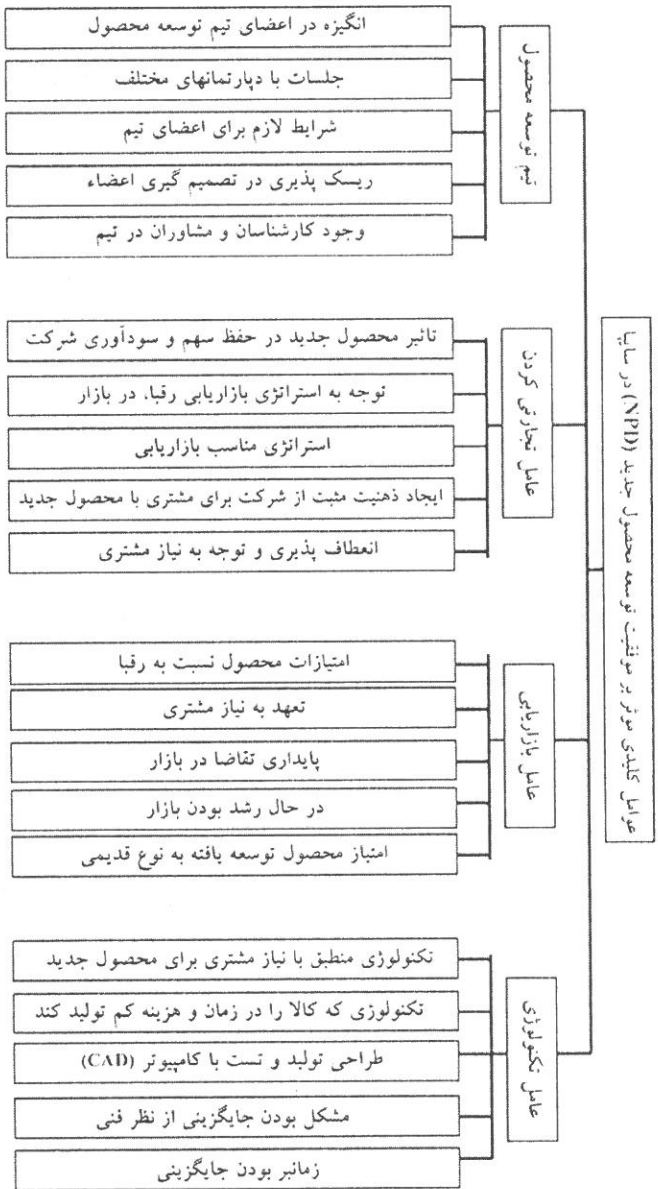 عوامل کلیدی موثر بر موفقیت توسعه محصول جدید (NPD) در سایپا
تیم توسعه محصول
انگیزه در اعضای تیم توسعه محصول
جلسات با دپارتمانهای مختلف
شرایط لازم برای اعضای تیم
ریسک پذیری در تصمیم گیری اعضاء
وجود کارشناسان و مشاوران در تیم
عامل تجارتی کردن
تاثیر محصول جدید در حفظ سهم و سودآوری شرکت
توجه به استراتژی بازاریابی رقبا، در بازار
استراتژی مناسب بازاریابی
ایجاد ذهنیت مثبت از شرکت برای مشتری با محصول جدید
انعطاف پذیری و توجه به نیاز مشتری
عامل بازاریابی
امتیازات محصول نسبت به رقبا
تعهد به نیاز مشتری
پایداری تقاضا در بازار
در حال رشد بودن بازار
امتیاز محصول توسعه یافته به نوع قدیمی
عامل تکنولوژی
تکنولوژی منطبق با نیاز مشتری برای محصول جدید
تکنولوژی که کالا را در زمان و هزینه کم تولید کند
طراحی تولید و تست با کامپیوتر (CAD)
مشکل بودن جایگزینی از نظر فنی
زمانبر بودن جایگزینی